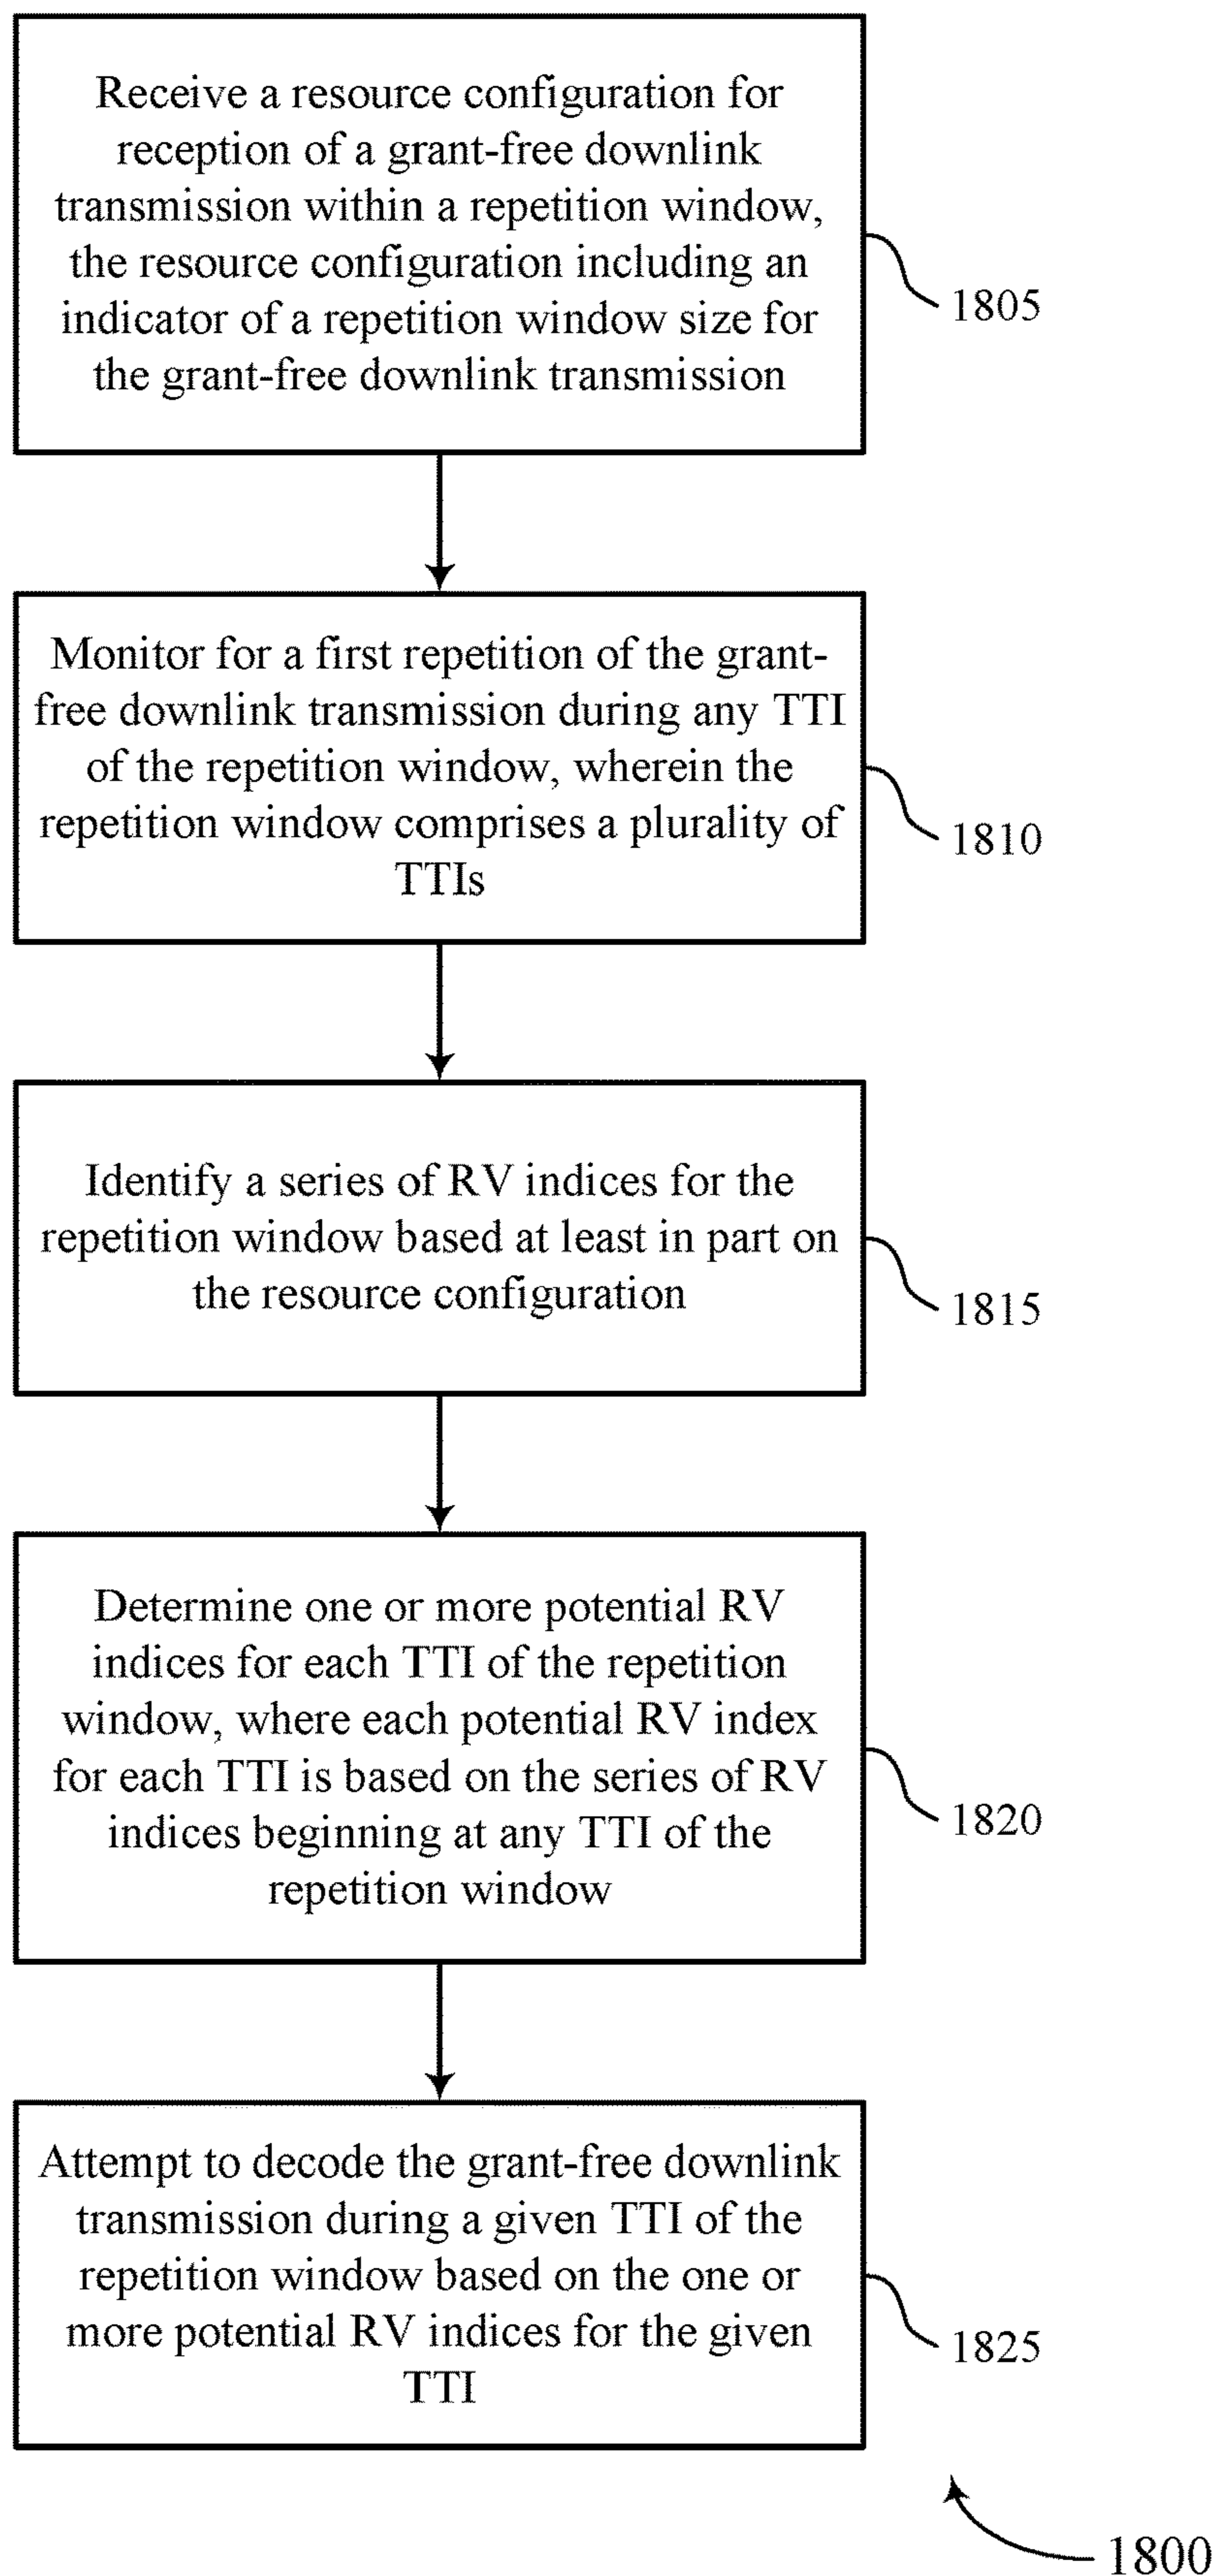 Receive a resource configuration for
reception of a grant-free downlink
transmission within a repetition window,
the resource configuration including an
indicator of a repetition window size for
the grant-free downlink transmission
1805
Monitor for a first repetition of the grant-
free downlink transmission during any TTI
of the repetition window, wherein the
repetition window comprises a plurality of
TTIs
1810
Identify a series of RV indices for the
repetition window based at least in part on
the resource configuration
1815
Determine one or more potential RV
indices for each TTI of the repetition
window, where each potential RV index
for each TTI is based on the series of RV
indices beginning at any TTI of the
repetition window
1820
Attempt to decode the grant-free downlink
transmission during a given TTI of the
repetition window based on the one or
more potential RV indices for the given
TTI
1825
1800